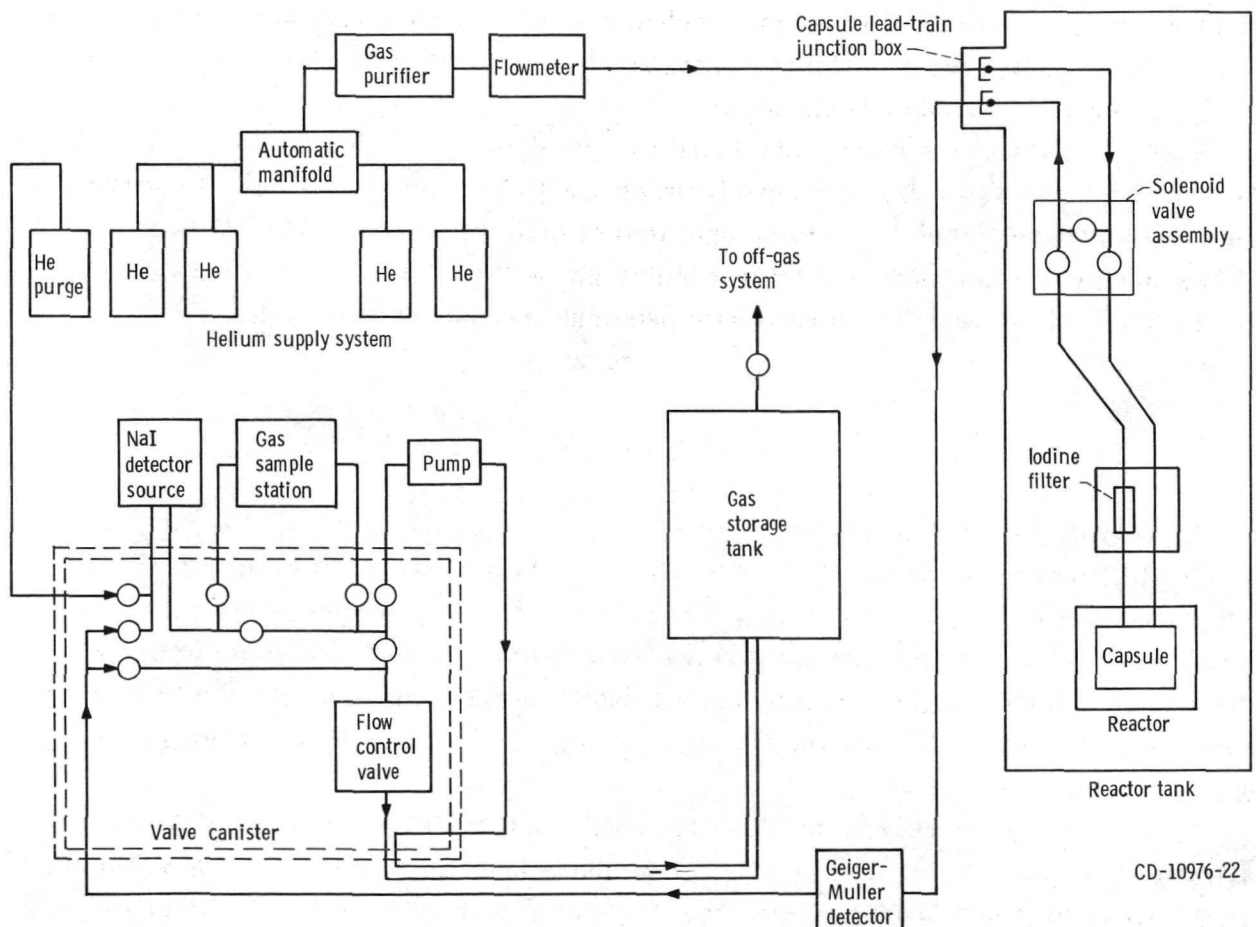 Capsule lead-train
junction box
Gas
purifier
Flowmeter
Automatic
manifold
Solenoid
valve
assembly
He
purge
He
He
He
He
Helium supply system
To off-gas
system
NaI
detector
source
Gas
sample
station
Pump
Gas
storage
tank
Iodine
filter
Capsule
Reactor
Reactor tank
Flow
control
valve
Valve canister
Geiger-
Muller
detector
CD-10976-22